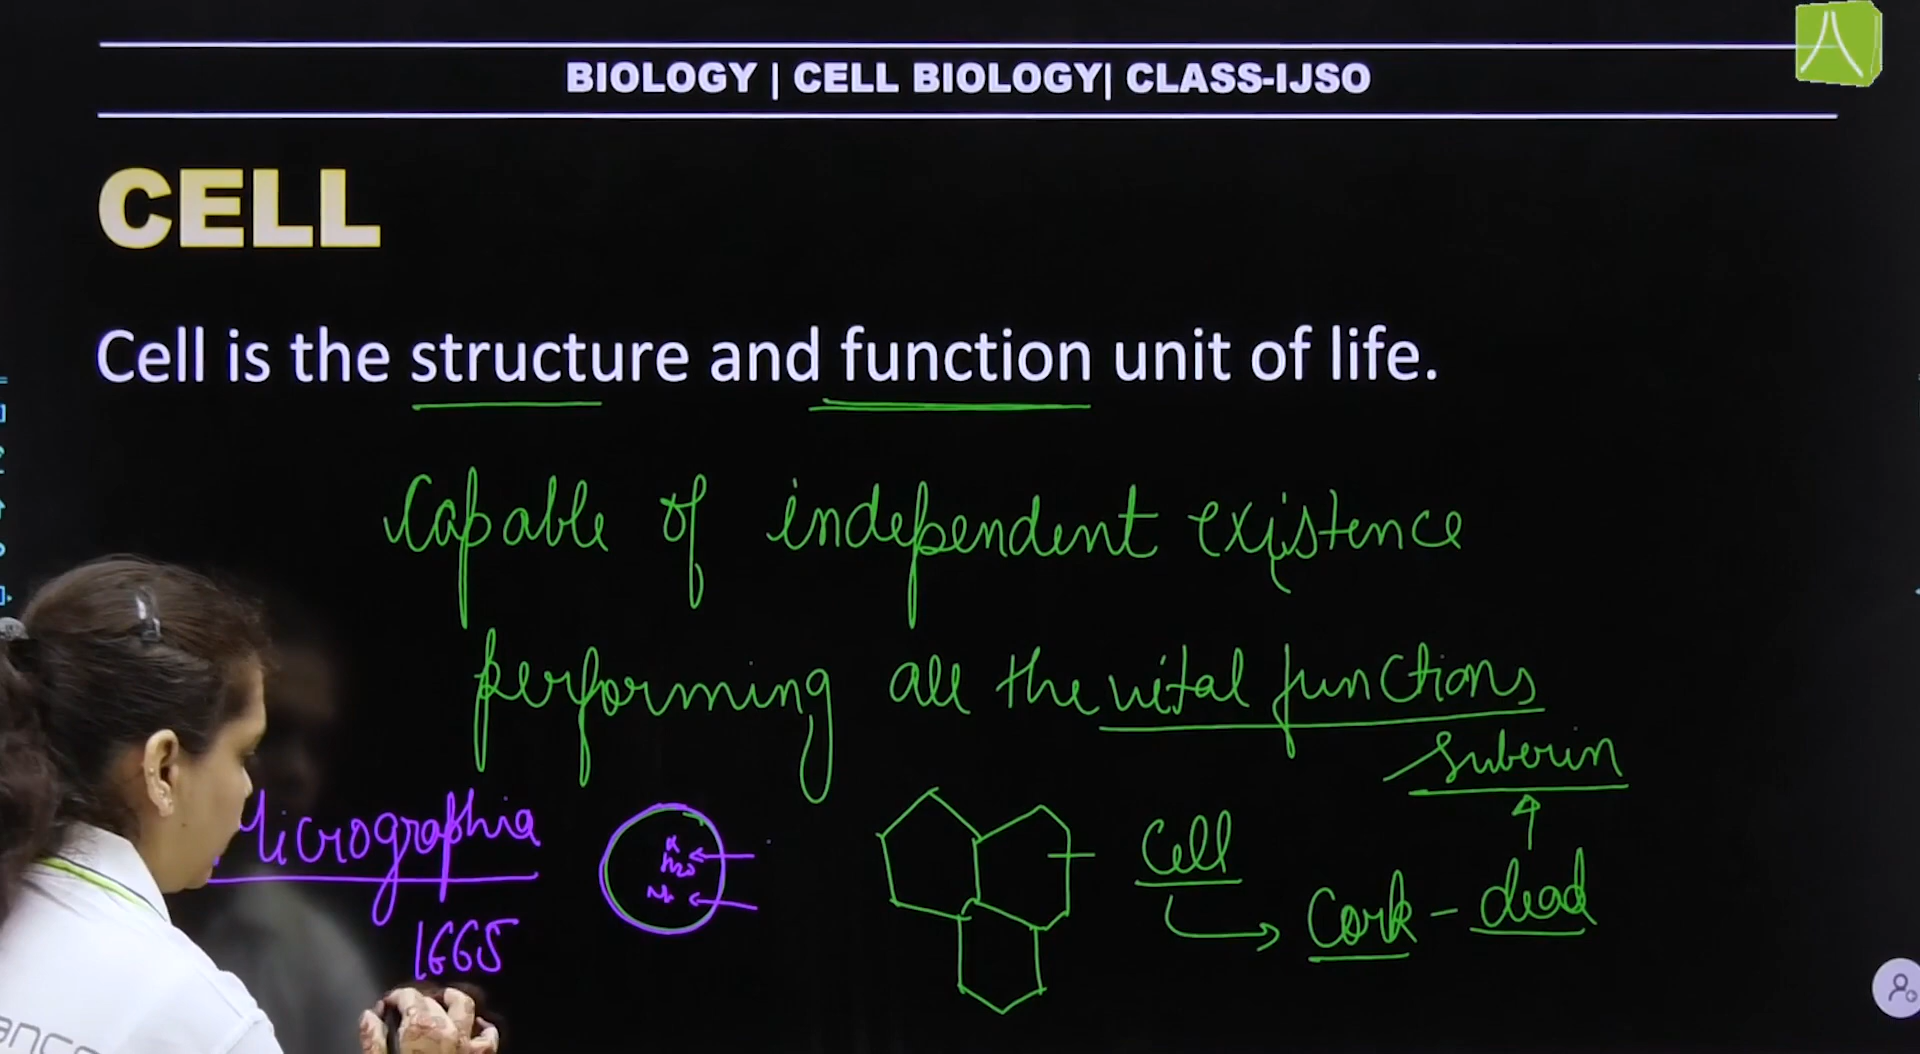 BIOLOGY | CELL BIOLOGY| CLASS-IJSO
CELL
Cell is the structure and function unit of life.
Capable of independent existence
performing all the vital functions
suberin
Micrographia
Cell
Cork - dead
1665